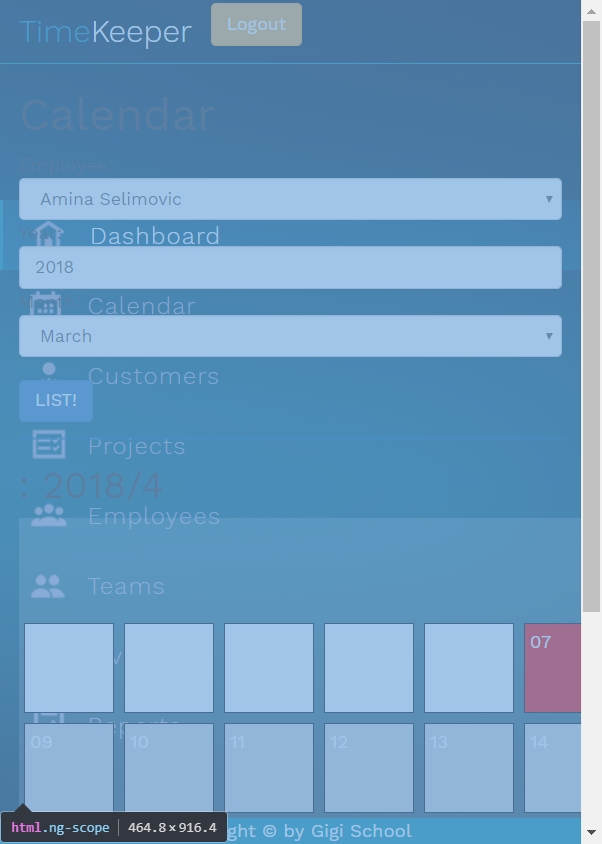 TimeKeeper Logout
Calendar
Employee:
Amina Selimovic
Dashboard
2018
Calendar
March
Customers
LIST!
Projects
: 2018/4
Employees
Teams
07
Reports
09 10 11 12 13 14
html.ng-scope 464.8 × 916.4
ght © by Gigi School